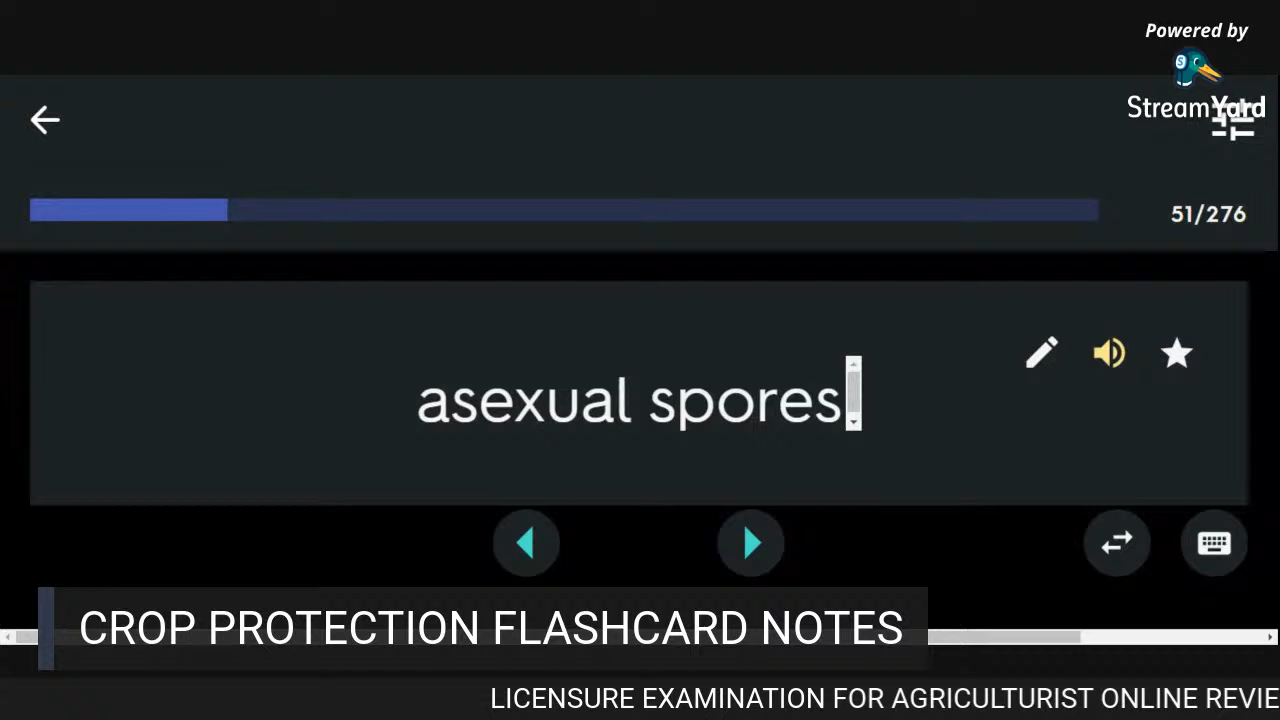 Powered by
StreamYard
51/276
asexual spores
CROP PROTECTION FLASHCARD NOTES
LICENSURE EXAMINATION FOR AGRICULTURIST ONLINE REVIE